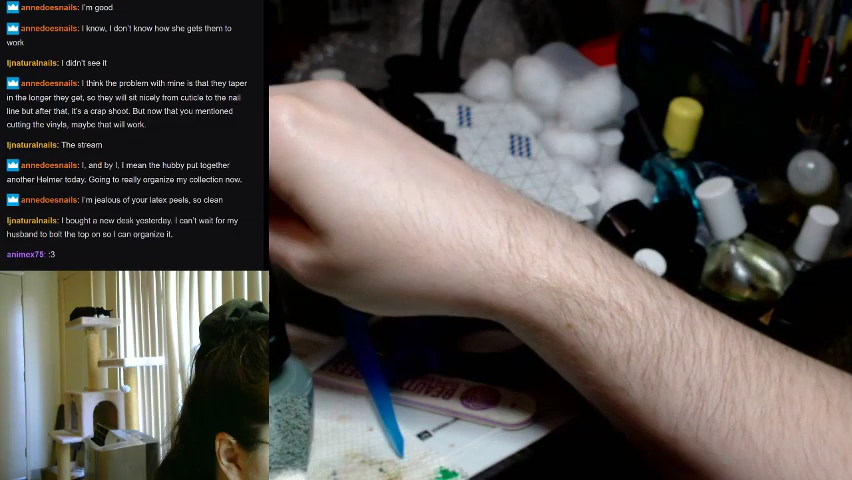 annedoesnails: I'm good
annedoesnails: I know, I don't know how she gets them to
work
ljnaturalnails: I didn't see it
annedoesnails: I think the problem with mine is that they taper
in the longer they get, so they will sit nicely from cuticle to the nail
line but after that, it's a crap shoot. But now that you mentioned
cutting the vinyls, maybe that will work.
ljnaturalnails: The stream
annedoesnails: I, and by I, I mean the hubby put together
another Helmer today. Going to really organize my collection now.
annedoesnails: I'm jealous of your latex peels, so clean
ljnaturalnails: I bought a new desk yesterday. I can't wait for my
husband to bolt the top on so I can organize it.
animex75: :3